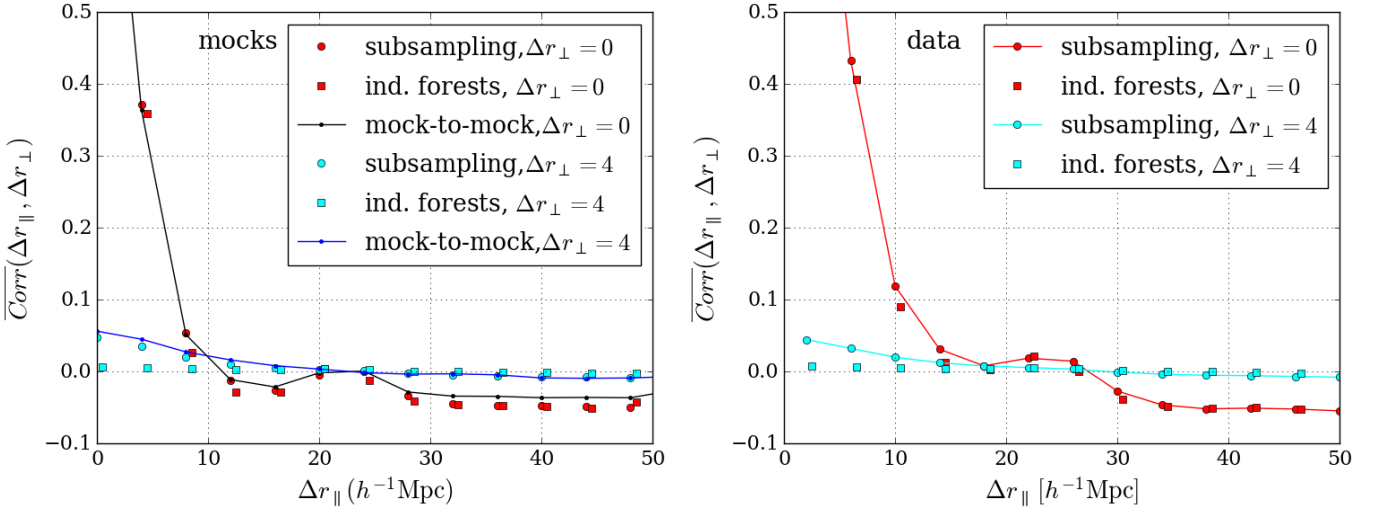 mocks
subsampling,Δr⊥ = 0
ind. forests, Δr⊥ = 0
mock-to-mock,Δr⊥ = 0
subsampling,Δr⊥ = 4
ind. forests, Δr⊥ = 4
mock-to-mock,Δr⊥ = 4
0.5
0.4
0.3
0.2
0.1
0.0
−0.1
0
10
20
30
40
50
Δr∥ (h⁻¹Mpc)
C̅o̅r̅r̅(Δr∥, Δr⊥)
data
subsampling, Δr⊥ = 0
ind. forests, Δr⊥ = 0
subsampling, Δr⊥ = 4
ind. forests, Δr⊥ = 4
0.5
0.4
0.3
0.2
0.1
0.0
−0.1
0
10
20
30
40
50
Δr∥ [h⁻¹Mpc]
C̅o̅r̅r̅(Δr∥, Δr⊥)